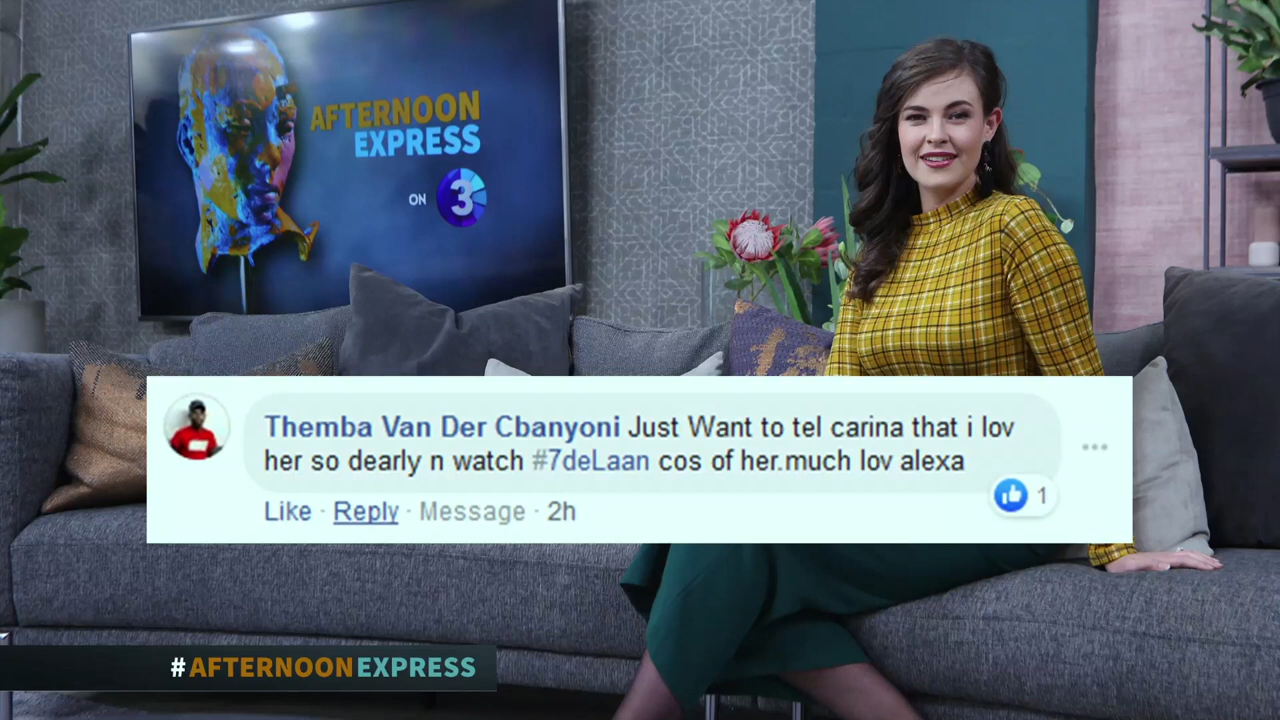 AFTERNOON
EXPRESS
ON 3
Themba Van Der Cbanyoni Just Want to tel carina that i lov
her so dearly n watch #7deLaan cos of her.much lov alexa
1
Like · Reply · Message · 2h
#AFTERNOONEXPRESS